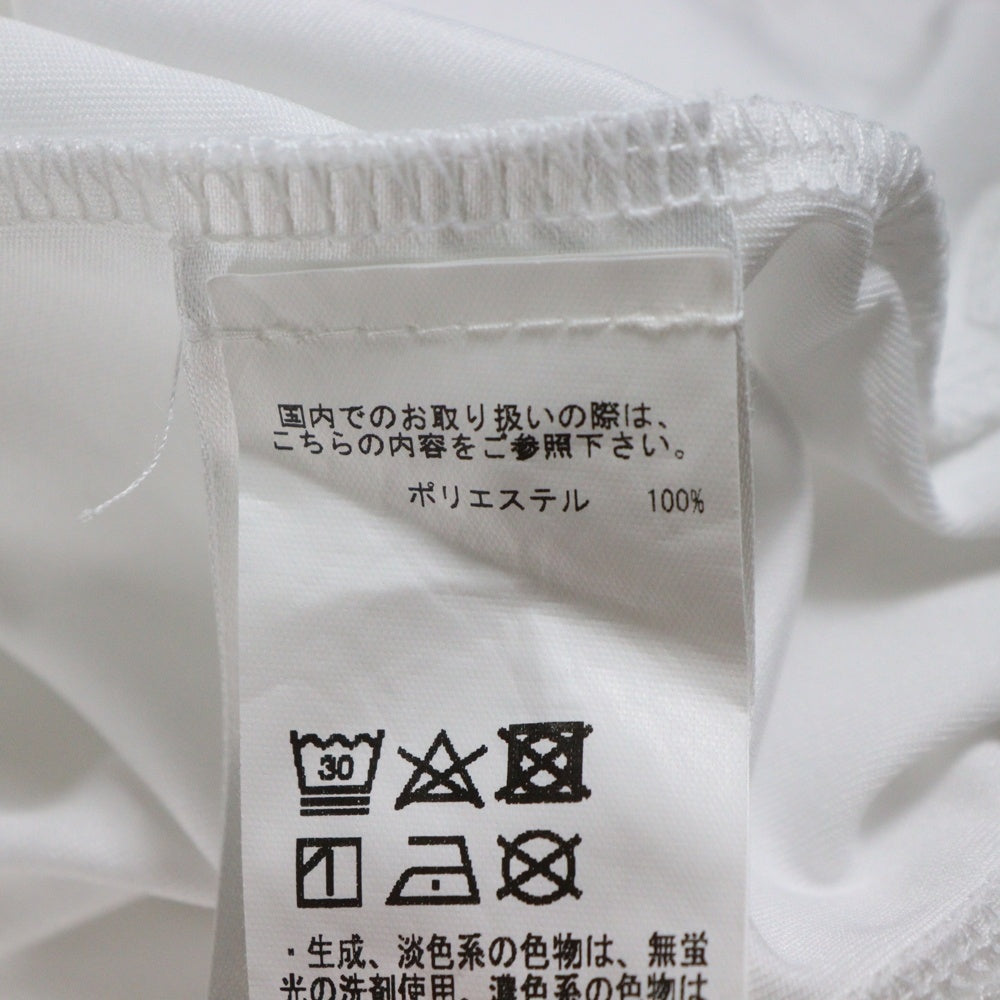 国内でのお取り扱いの際は、
こちらの内容をご参照下さい。
ポリエステル 100%
30
・生成、淡色系の色物は、無蛍
光の洗剤使用。濃色系の色物は